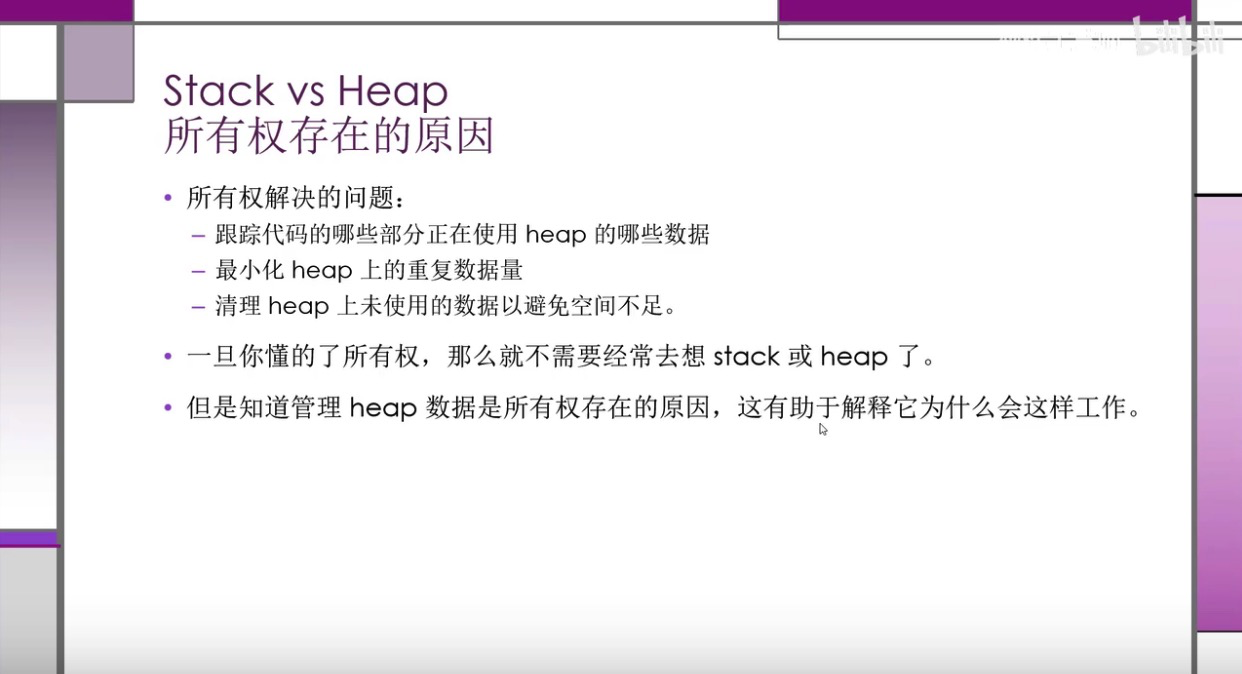 Stack vs Heap
所有权存在的原因
• 所有权解决的问题：
– 跟踪代码的哪些部分正在使用 heap 的哪些数据
– 最小化 heap 上的重复数据量
– 清理 heap 上未使用的数据以避免空间不足。
• 一旦你懂的了所有权，那么就不需要经常去想 stack 或 heap 了。
• 但是知道管理 heap 数据是所有权存在的原因，这有助于解释它为什么会这样工作。
bilibili